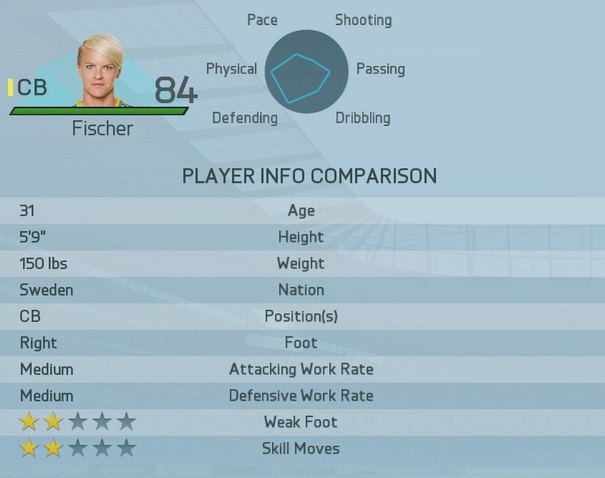 Pace Shooting
CB 84 Physical Passing
Fischer Defending Dribbling
PLAYER INFO COMPARISON
31 Age
5'9" Height
150 lbs Weight
Sweden Nation
CB Position(s)
Right Foot
Medium Attacking Work Rate
Medium Defensive Work Rate
Weak Foot
Skill Moves